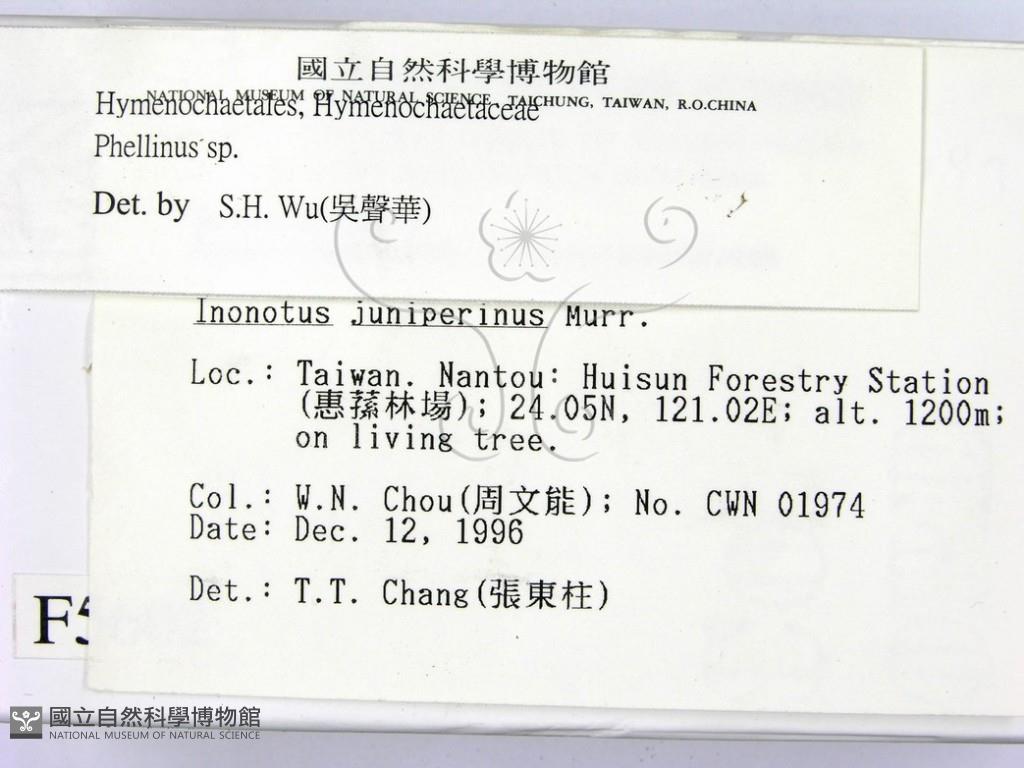 國立自然科學博物館
NATIONAL MUSEUM OF NATURAL SCIENCE, TAICHUNG, TAIWAN, R.O.CHINA
Hymenochaetales, Hymenochaetaceae
Phellinus sp.
Det. by S.H. Wu(吳聲華)
Inonotus juniperinus Murr.
Loc.: Taiwan. Nantou: Huisun Forestry Station
(惠蓀林場); 24.05N, 121.02E; alt. 1200m;
on living tree.
Col.: W.N. Chou(周文能); No. CWN 01974
Date: Dec. 12, 1996
Det.: T.T. Chang(張東柱)
國立自然科學博物館
NATIONAL MUSEUM OF NATURAL SCIENCE